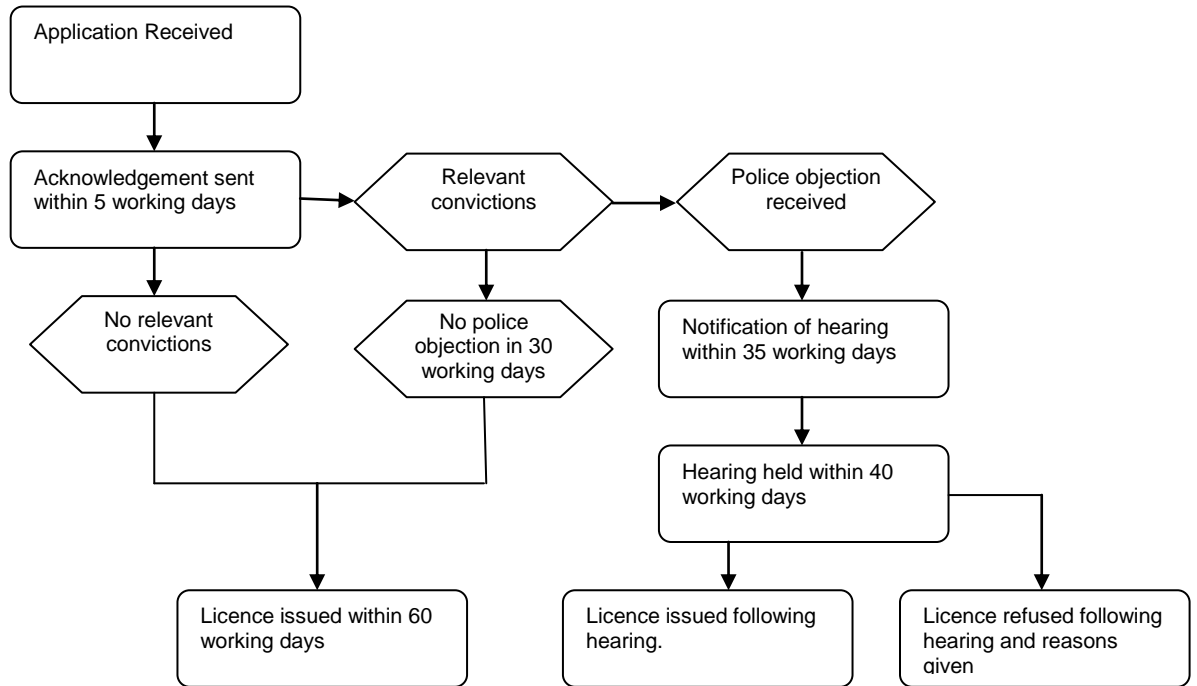 Application Received
Acknowledgement sent
within 5 working days
Relevant
convictions
Police objection
received
No relevant
convictions
No police
objection in 30
working days
Notification of hearing
within 35 working days
Hearing held within 40
working days
Licence issued within 60
working days
Licence issued following
hearing.
Licence refused following
hearing and reasons
given